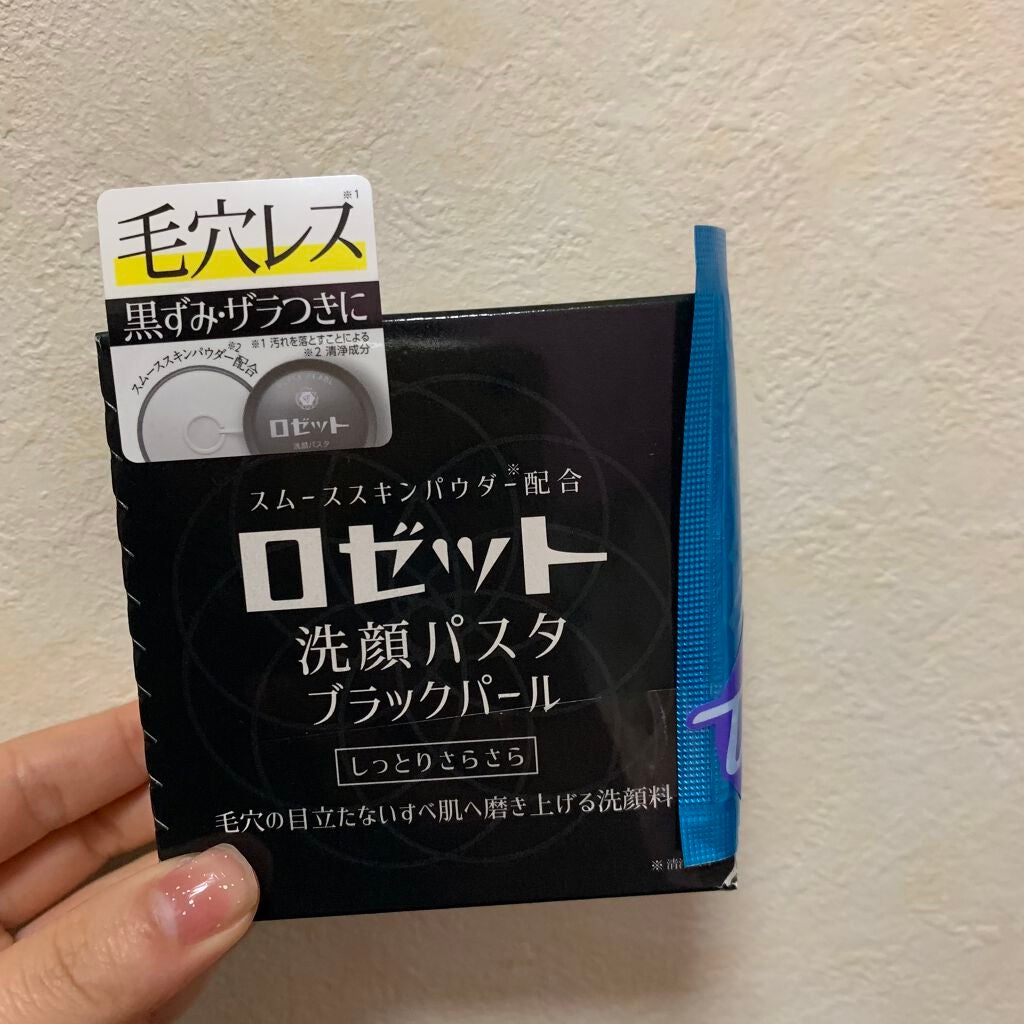 毛穴レス※1
黒ずみ・ザラつきに
スムーススキンパウダー配合※2
※1 汚れを落とすことによる
※2 清浄成分
ロゼット
洗顔パスタ
スムーススキンパウダー※配合
ロゼット
洗顔パスタ
ブラックパール
しっとりさらさら
毛穴の目立たないすべ肌へ磨き上げる洗顔料
※清